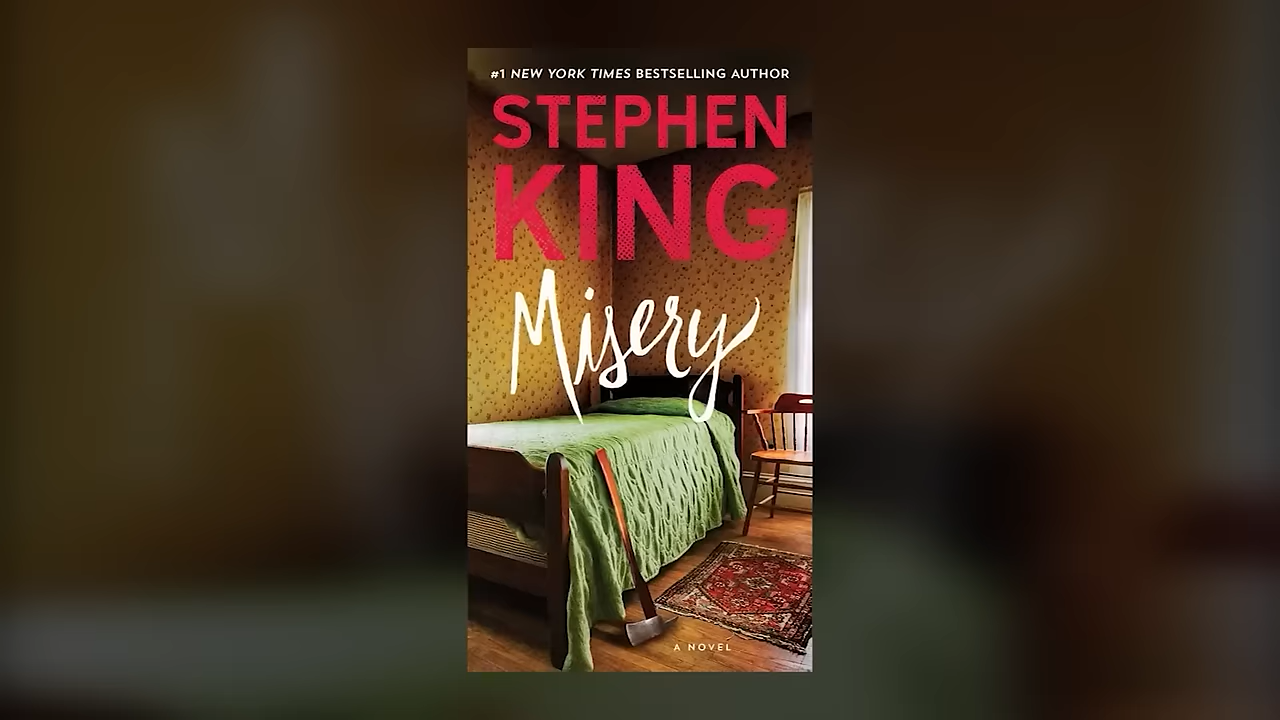 #1 NEW YORK TIMES BESTSELLING AUTHOR
STEPHEN
KING
Misery
A NOVEL